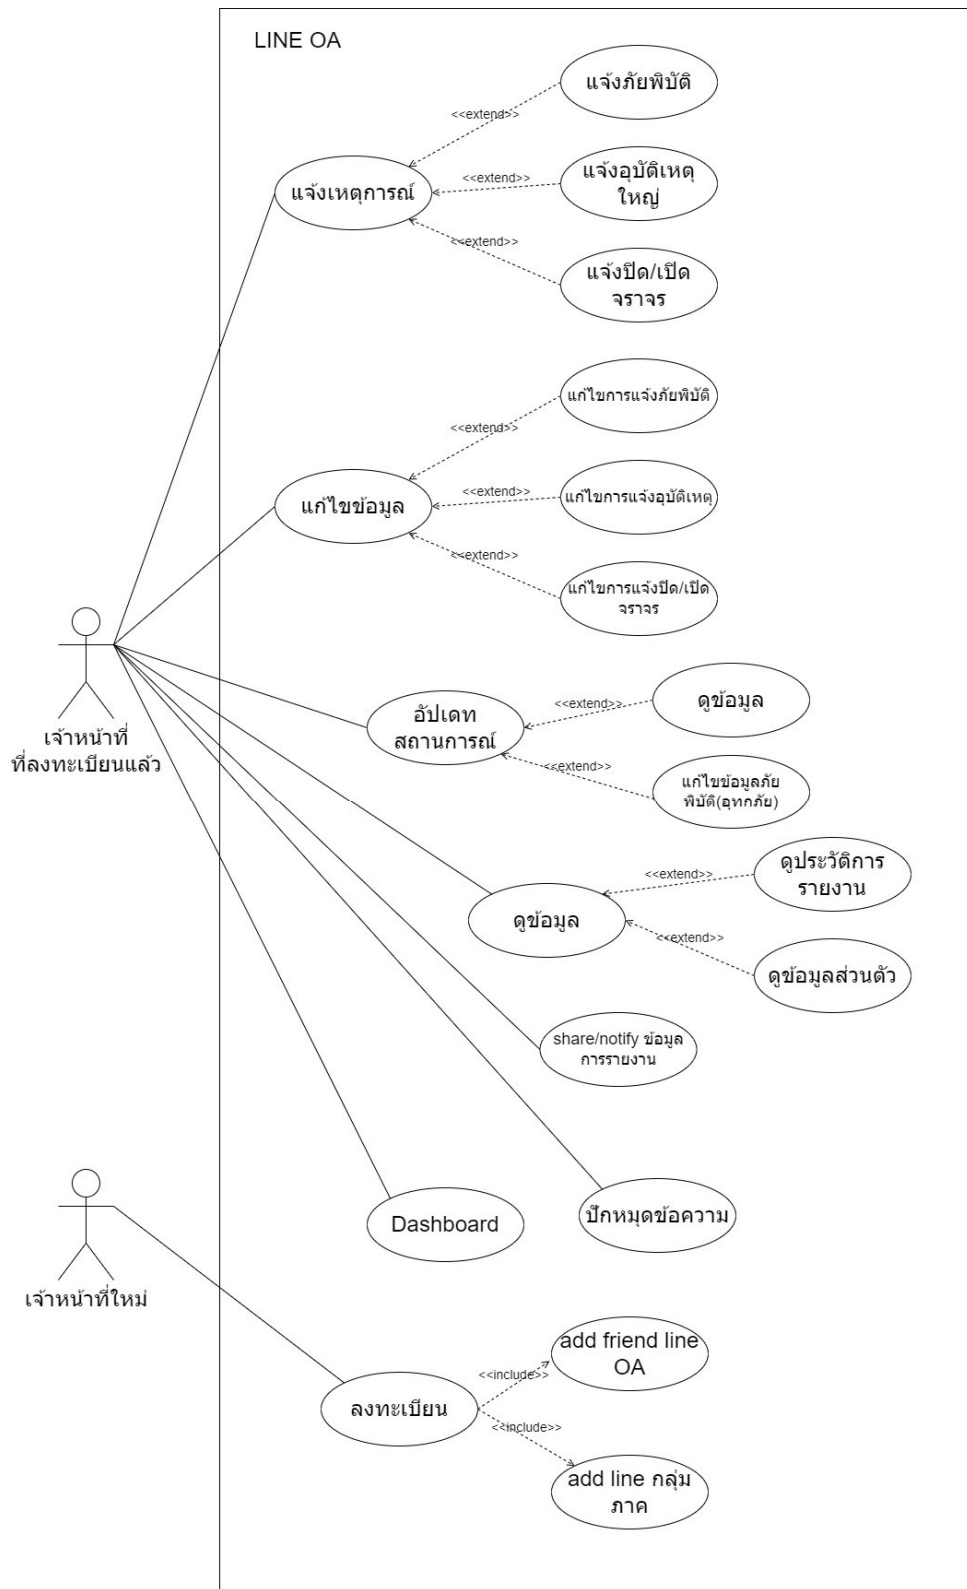 LINE OA
แจ้งภัยพิบัติ
<<extend>>
แจ้งเหตุการณ์
<<extend>>
แจ้งอุบัติเหตุ
ใหญ่
<<extend>>
แจ้งปิด/เปิด
จราจร
แก้ไขการแจ้งภัยพิบัติ
<<extend>>
แก้ไขข้อมูล
<<extend>>
แก้ไขการแจ้งอุบัติเหตุ
<<extend>>
แก้ไขการแจ้งปิด/เปิด
จราจร
เจ้าหน้าที่
ที่ลงทะเบียนแล้ว
อัปเดท
สถานการณ์
<<extend>>
ดูข้อมูล
<<extend>>
แก้ไขข้อมูลภัย
พิบัติ(อุทกภัย)
ดูข้อมูล
<<extend>>
ดูประวัติการ
รายงาน
<<extend>>
ดูข้อมูลส่วนตัว
share/notify ข้อมูล
การรายงาน
Dashboard
ปักหมุดข้อความ
เจ้าหน้าที่ใหม่
ลงทะเบียน
<<include>>
add friend line
OA
<<include>>
add line กลุ่ม
ภาค